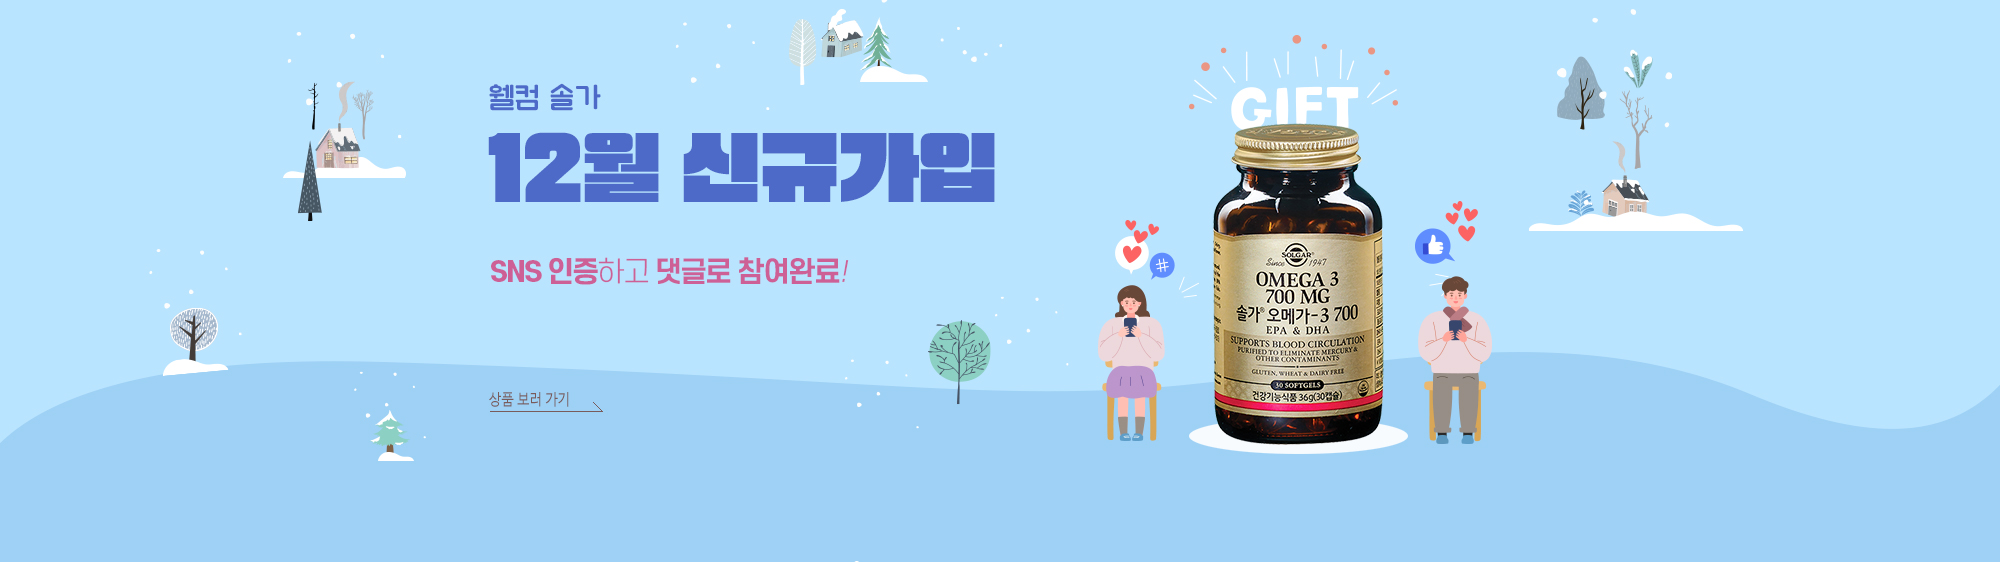 웰컴 솔가
12월 신규가입
SNS 인증하고 댓글로 참여완료!
상품 보러 가기
GIFT
SOLGAR®
Since 1947
OMEGA 3
700 MG
솔가® 오메가-3 700
EPA & DHA
SUPPORTS BLOOD CIRCULATION
PURIFIED TO ELIMINATE MERCURY &
OTHER CONTAMINANTS
GLUTEN, WHEAT & DAIRY FREE
30 SOFTGELS
건강기능식품 36g(30캡슐)
#